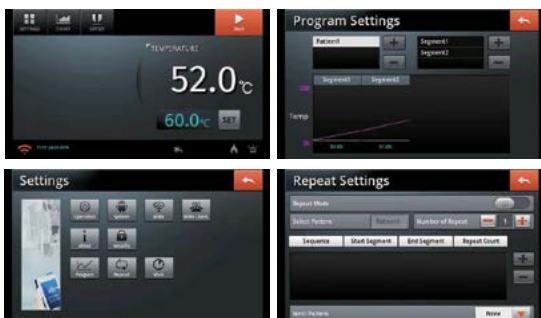 SETTINGS CHART
Start
TEMPERATURE
52.0℃
60.0℃ SET
Program Settings
Pattern1
Segment1
Segment2
Segment1 Segment2
Temp
Settings
Operation System
About Security
Program Repeat
Repeat Settings
Repeat Mode
Select Pattern Pattern1 Number of Repeat 1
Sequence Start Segment End Segment Repeat Count
Next Pattern None